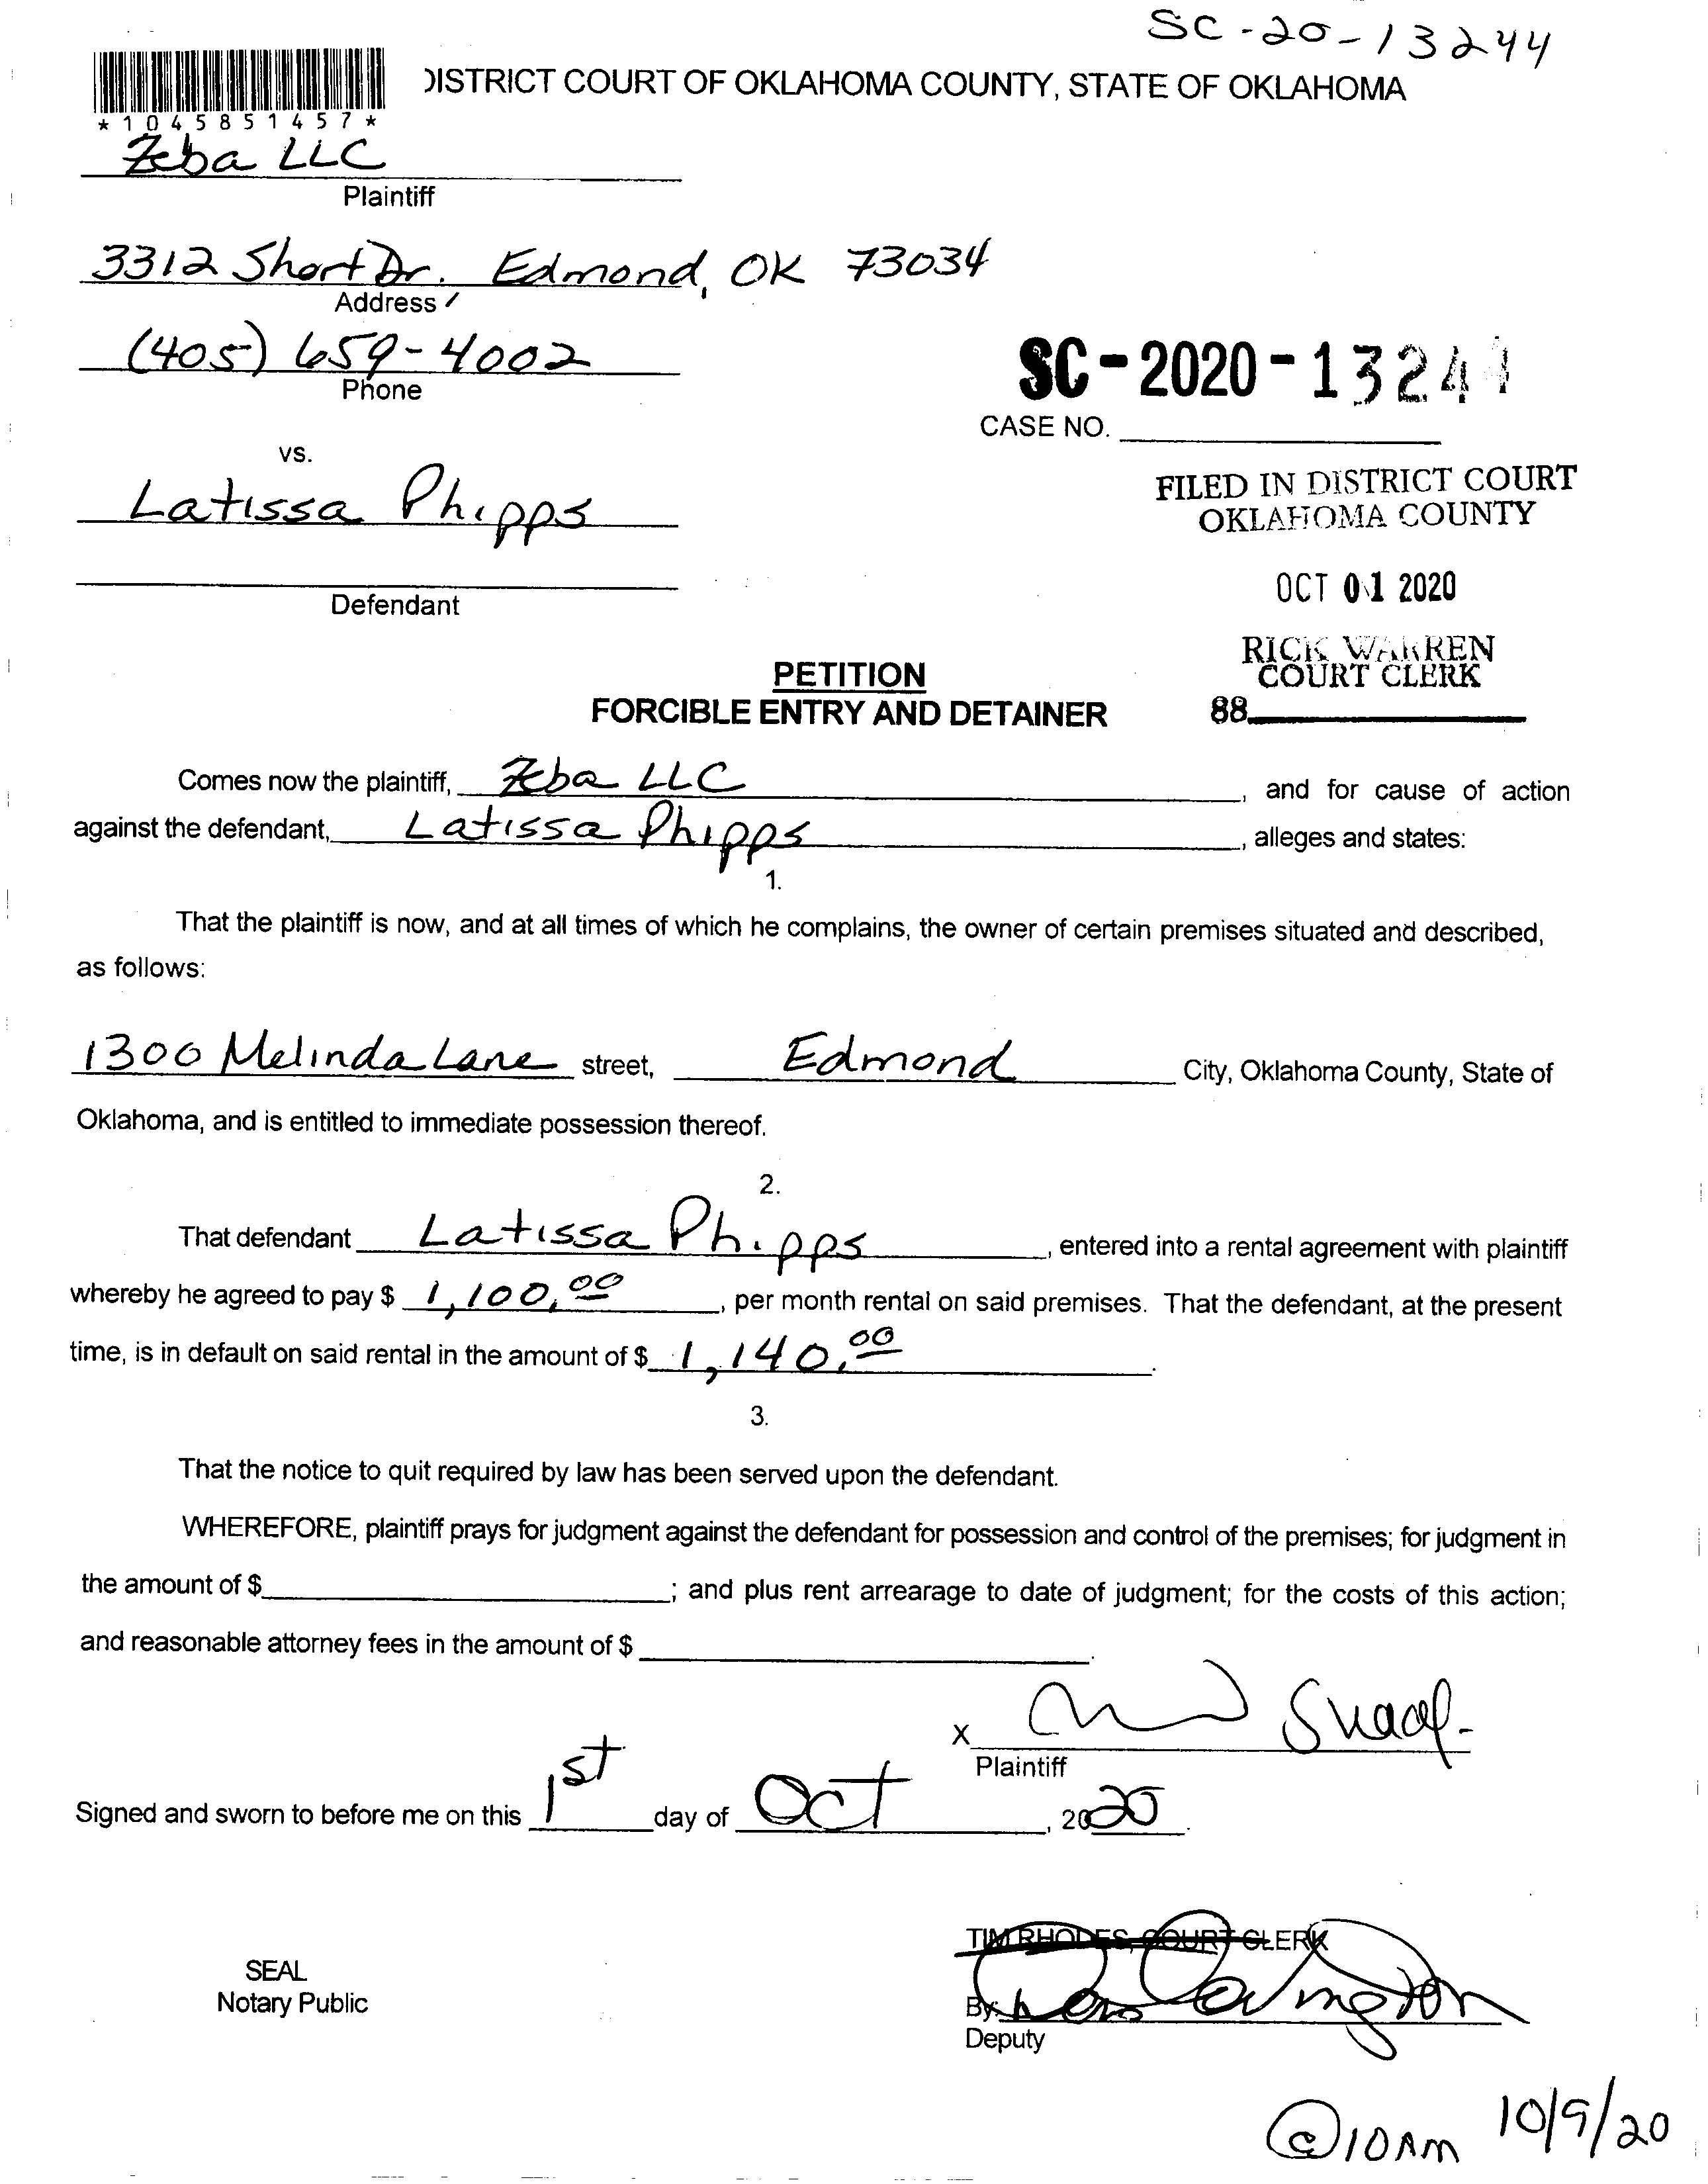 SC-20-13244
DISTRICT COURT OF OKLAHOMA COUNTY, STATE OF OKLAHOMA
*1045851457*
Zeba LLC
Plaintiff
3312 Short Dr. Edmond, OK 73034
Address
(405) 659-4002
Phone
SC-2020-13244
CASE NO.
vs.
Latissa Phipps
Defendant
FILED IN DISTRICT COURT
OKLAHOMA COUNTY
OCT 01 2020
RICK WARREN
COURT CLERK
88
PETITION
FORCIBLE ENTRY AND DETAINER
Comes now the plaintiff, Zeba LLC, and for cause of action
against the defendant, Latissa Phipps, alleges and states:
1.
That the plaintiff is now, and at all times of which he complains, the owner of certain premises situated and described,
as follows:
1300 Melinda Lane street, Edmond City, Oklahoma County, State of
Oklahoma, and is entitled to immediate possession thereof.
2.
That defendant Latissa Phipps, entered into a rental agreement with plaintiff
whereby he agreed to pay $ 1,100.00, per month rental on said premises. That the defendant, at the present
time, is in default on said rental in the amount of $ 1,140.00.
3.
That the notice to quit required by law has been served upon the defendant.
WHEREFORE, plaintiff prays for judgment against the defendant for possession and control of the premises; for judgment in
the amount of $ ; and plus rent arrearage to date of judgment; for the costs of this action;
and reasonable attorney fees in the amount of $ .
X
Plaintiff
Signed and sworn to before me on this 1st day of Oct, 2020.
TIM RHODES, COURT CLERK
SEAL
Notary Public
By:
Deputy
@10AM 10/9/20